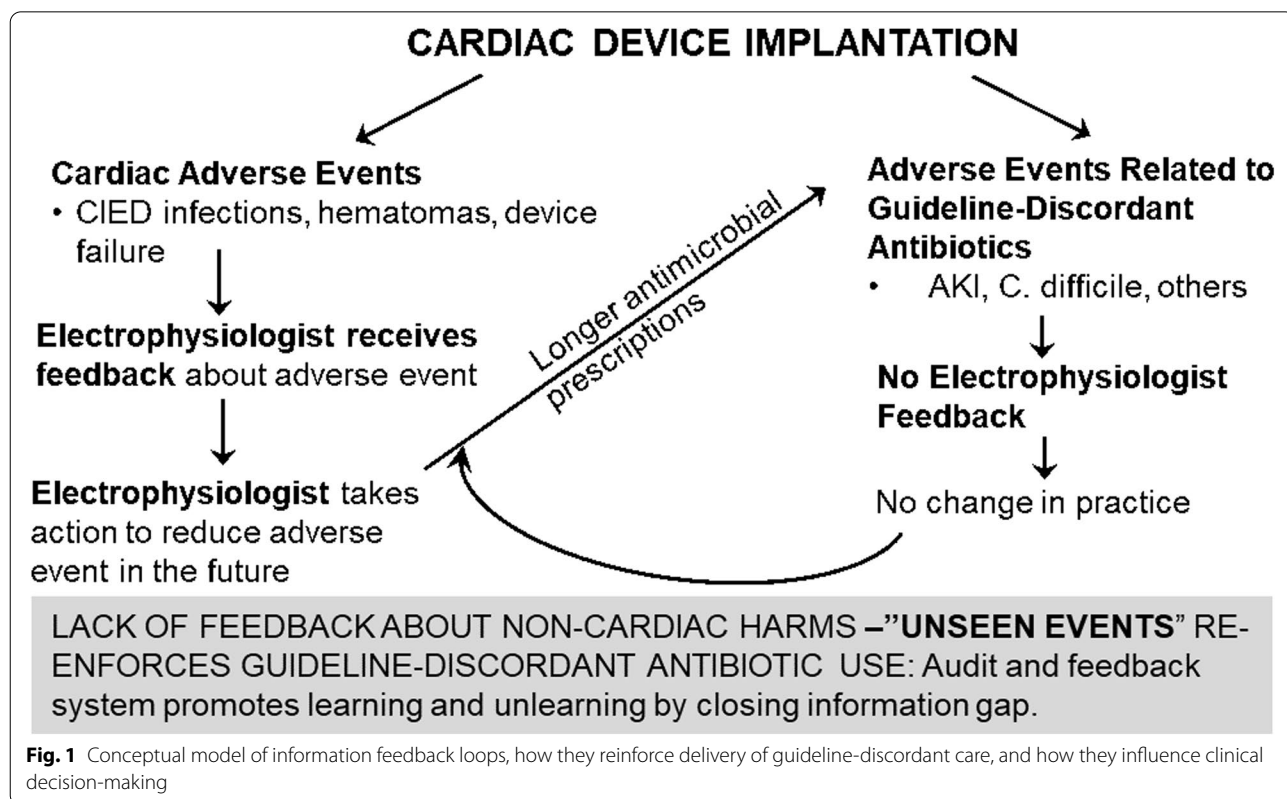 CARDIAC DEVICE IMPLANTATION
Cardiac Adverse Events
• CIED infections, hematomas, device
failure
Electrophysiologist receives
feedback about adverse event
Electrophysiologist takes
action to reduce adverse
event in the future
Longer antimicrobial
prescriptions
Adverse Events Related to
Guideline-Discordant
Antibiotics
• AKI, C. difficile, others
No Electrophysiologist
Feedback
No change in practice
LACK OF FEEDBACK ABOUT NON-CARDIAC HARMS –”UNSEEN EVENTS” RE-
ENFORCES GUIDELINE-DISCORDANT ANTIBIOTIC USE: Audit and feedback
system promotes learning and unlearning by closing information gap.
Fig. 1 Conceptual model of information feedback loops, how they reinforce delivery of guideline-discordant care, and how they influence clinical
decision-making